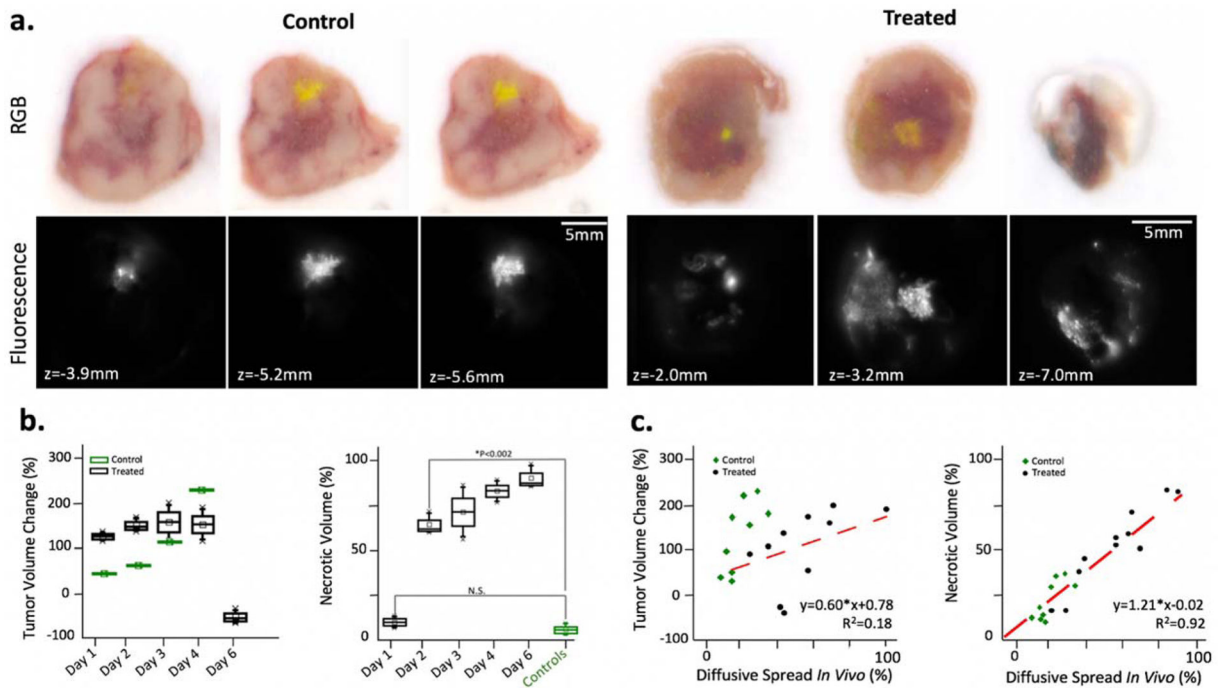 a.
Control
Treated
RGB
Fluorescence
z=-3.9mm
z=-5.2mm
5mm
z=-5.6mm
z=-2.0mm
z=-3.2mm
5mm
z=-7.0mm
b.
Tumor Volume Change (%)
300
200
100
0
-100
Control
Treated
Day 1
Day 2
Day 3
Day 4
Day 6
Necrotic Volume (%)
100
50
0
*P<0.002
N.S.
Day 1
Day 2
Day 3
Day 4
Day 6
Controls
c.
Tumor Volume Change (%)
300
200
100
0
-100
Control
Treated
y=0.60*x+0.78
R²=0.18
0
50
100
Diffusive Spread In Vivo (%)
Necrotic Volume (%)
100
50
0
Control
Treated
y=1.21*x-0.02
R²=0.92
0
50
100
Diffusive Spread In Vivo (%)